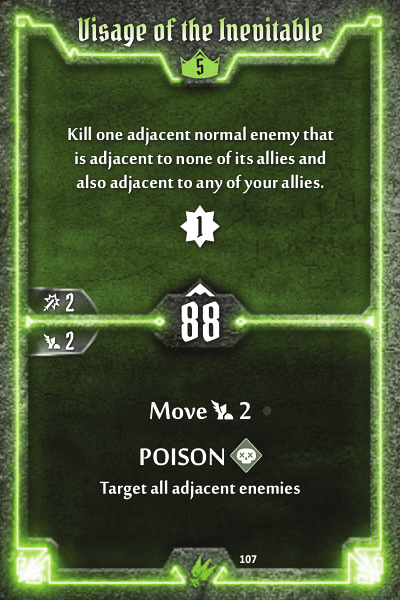 Visage of the Inevitable
5
Kill one adjacent normal enemy that
is adjacent to none of its allies and
also adjacent to any of your allies.
1
2
88
2
Move 2
POISON
Target all adjacent enemies
107